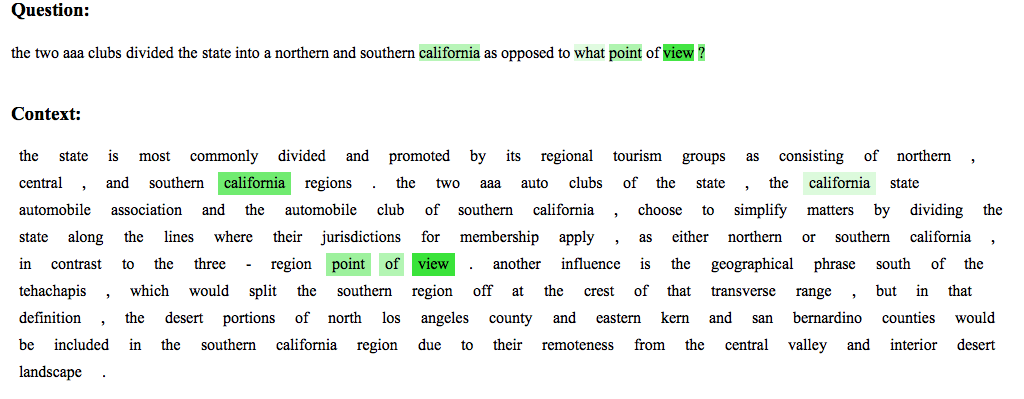 Question:
the two aaa clubs divided the state into a northern and southern california as opposed to what point of view ?
Context:
the state is most commonly divided and promoted by its regional tourism groups as consisting of northern ,
central , and southern california regions . the two aaa auto clubs of the state , the california state
automobile association and the automobile club of southern california , choose to simplify matters by dividing the
state along the lines where their jurisdictions for membership apply , as either northern or southern california ,
in contrast to the three - region point of view . another influence is the geographical phrase south of the
tehachapis , which would split the southern region off at the crest of that transverse range , but in that
definition , the desert portions of north los angeles county and eastern kern and san bernardino counties would
be included in the southern california region due to their remoteness from the central valley and interior desert
landscape .